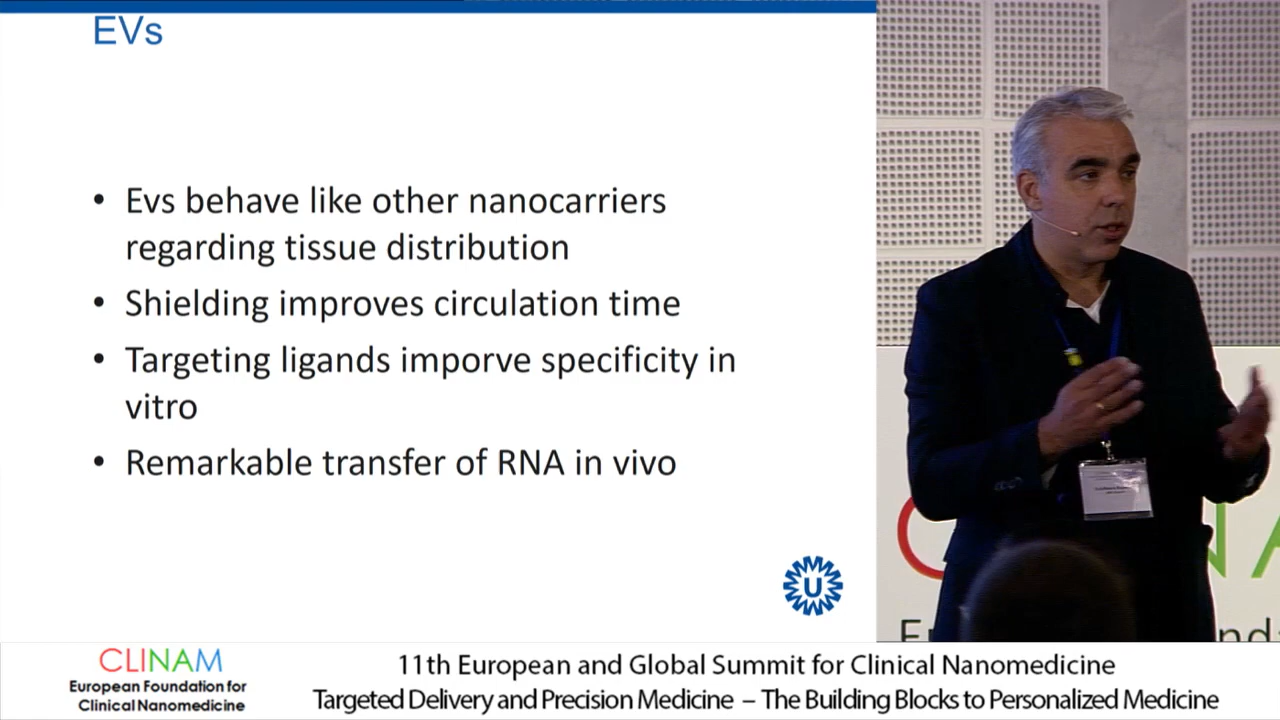 EVs
• Evs behave like other nanocarriers
regarding tissue distribution
• Shielding improves circulation time
• Targeting ligands imporve specificity in
vitro
• Remarkable transfer of RNA in vivo
U
CLINAM
European Foundation for
Clinical Nanomedicine
11th European and Global Summit for Clinical Nanomedicine
Targeted Delivery and Precision Medicine – The Building Blocks to Personalized Medicine